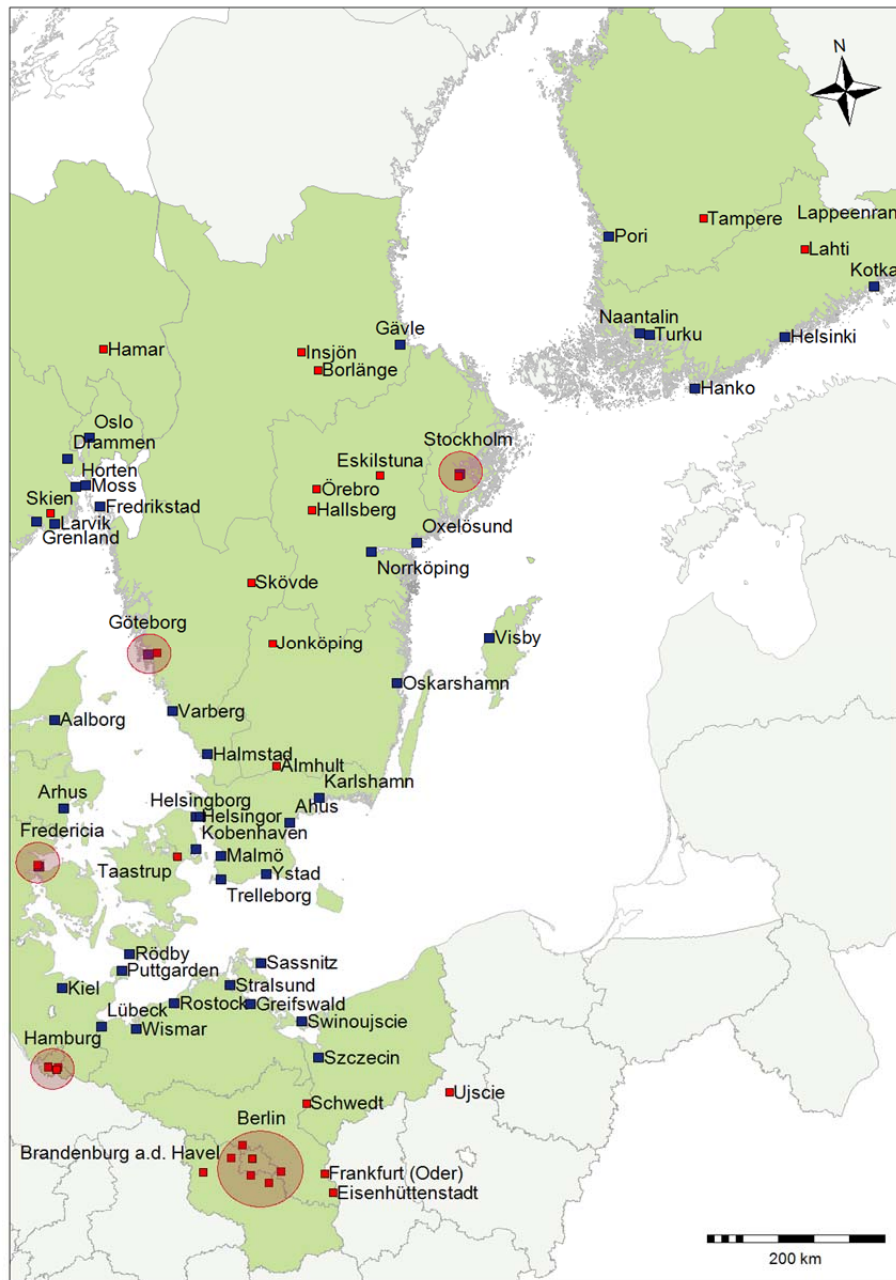 N
Tampere
Lappeenran
Pori
Lahti
Kotka
Naantalin
Turku
Helsinki
Gävle
Hamar
Insjön
Borlänge
Hanko
Oslo
Drammen
Stockholm
Eskilstuna
Horten
Moss
Örebro
Skien
Fredrikstad
Hallsberg
Larvik
Grenland
Oxelösund
Norrköping
Skövde
Göteborg
Jonköping
Visby
Oskarshamn
Aalborg
Varberg
Halmstad
Älmhult
Karlshamn
Arhus
Helsingborg
Ahus
Helsingor
Fredericia
Kobenhaven
Malmö
Taastrup
Ystad
Trelleborg
Rödby
Sassnitz
Puttgarden
Kiel
Stralsund
Lübeck
Rostock
Greifswald
Wismar
Swinoujscie
Hamburg
Szczecin
Ujscie
Schwedt
Berlin
Brandenburg a.d. Havel
Frankfurt (Oder)
Eisenhüttenstadt
200 km